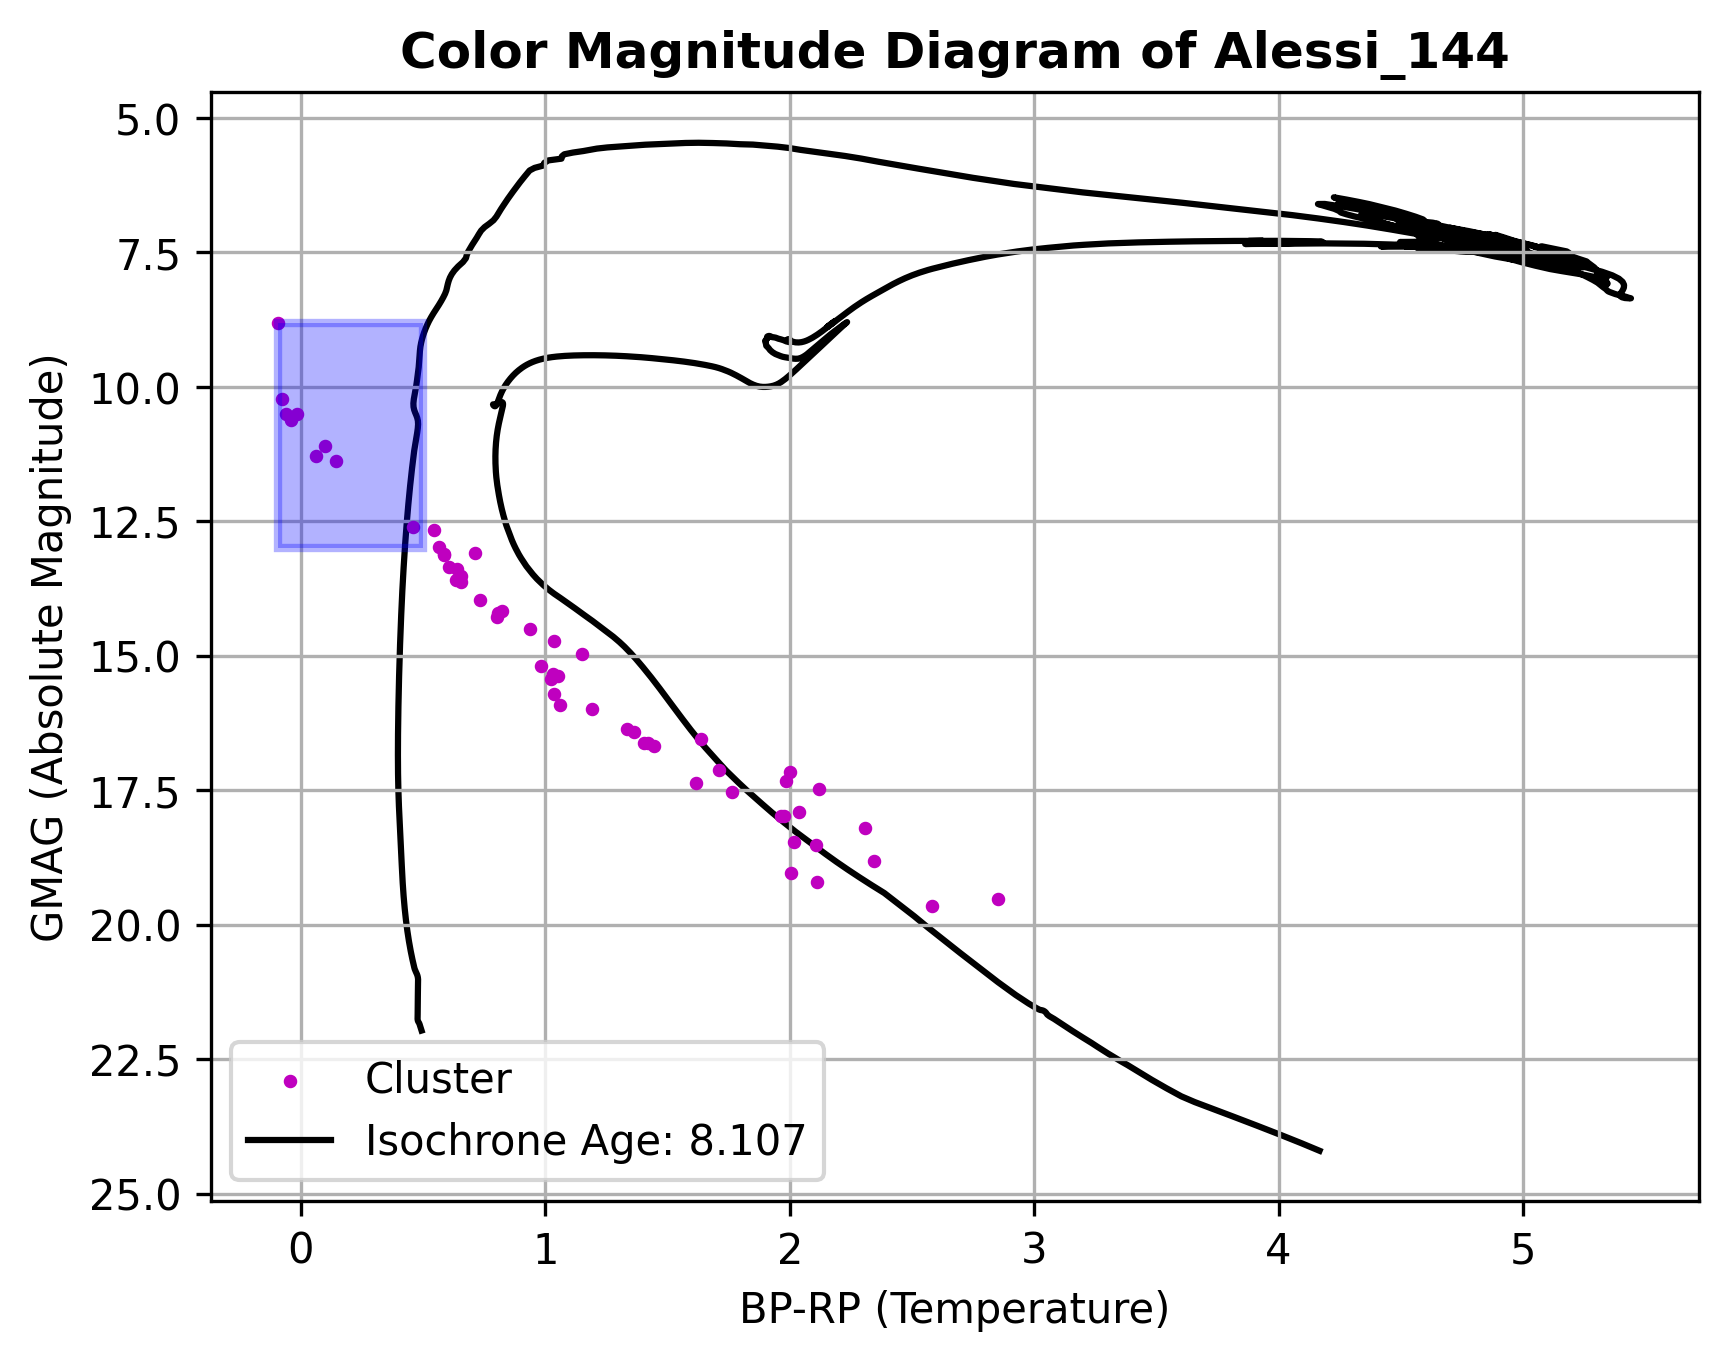 Color Magnitude Diagram of Alessi_144
GMAG (Absolute Magnitude)
5.0
7.5
10.0
12.5
15.0
17.5
20.0
22.5
25.0
Cluster
Isochrone Age: 8.107
0 1 2 3 4 5
BP-RP (Temperature)